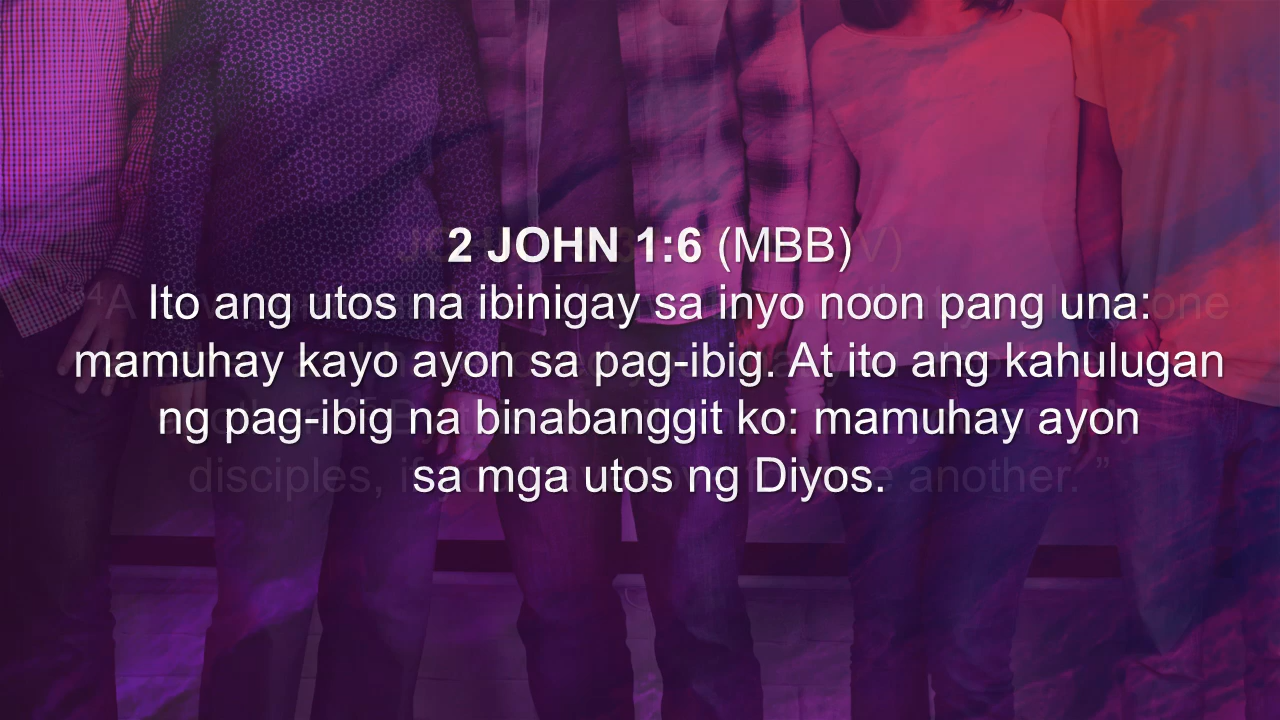 2 JOHN 1:6 (MBB)
Ito ang utos na ibinigay sa inyo noon pang una:
mamuhay kayo ayon sa pag-ibig. At ito ang kahulugan
ng pag-ibig na binabanggit ko: mamuhay ayon
sa mga utos ng Diyos.
disciples, another.”